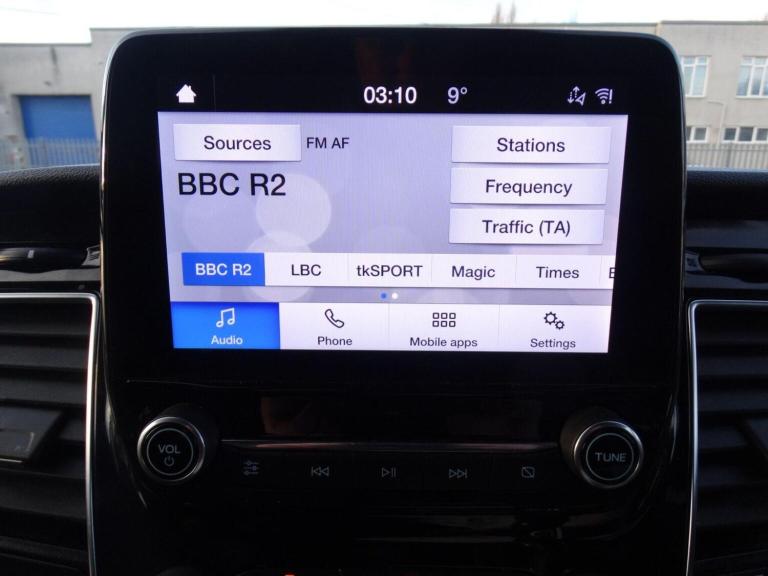 03:10 9°
Sources FM AF Stations
BBC R2 Frequency
Traffic (TA)
BBC R2 LBC tkSPORT Magic Times
Audio Phone Mobile apps Settings
VOL TUNE